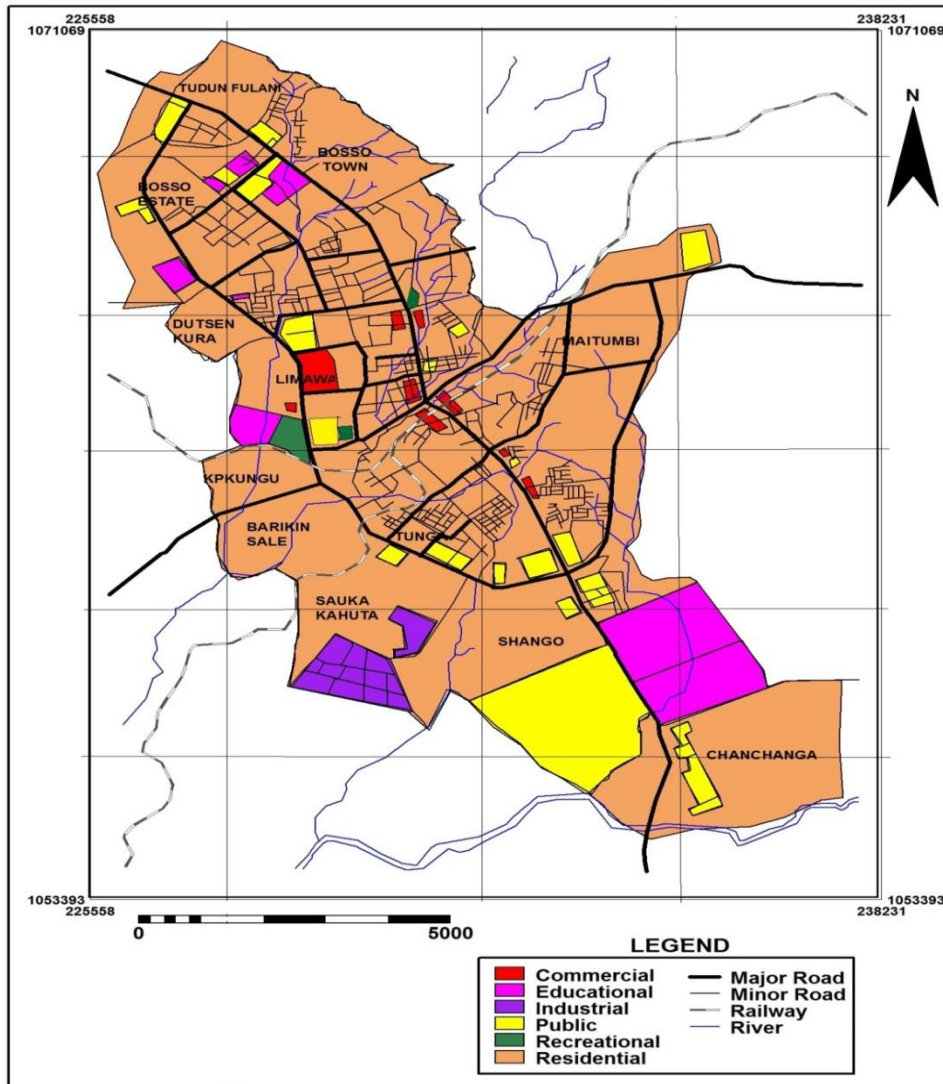 225558
238231
1071069
1071069
N
TUDUN FULANI
BOSSO
TOWN
BOSSO
ESTATE
DUTSEN
KURA
MAITUMBI
LIMAWA
KPKUNGU
BARIKIN
SALE
TUNGA
SAUKA
KAHUTA
SHANGO
CHANCHANGA
1053393
1053393
225558
238231
0
5000
LEGEND
Commercial
Educational
Industrial
Public
Recreational
Residential
Major Road
Minor Road
Railway
River